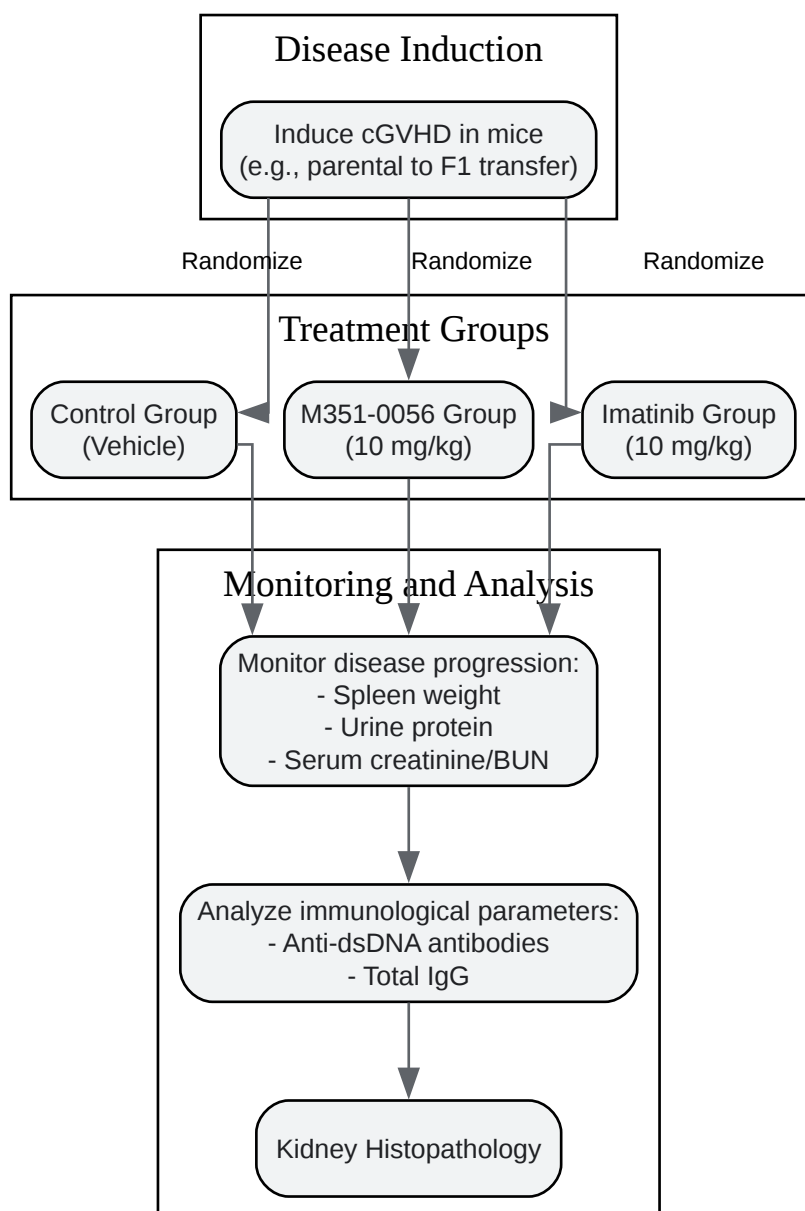 Disease Induction
Induce cGVHD in mice
(e.g., parental to F1 transfer)
Randomize
Randomize
Randomize
Treatment Groups
Control Group
(Vehicle)
M351-0056 Group
(10 mg/kg)
Imatinib Group
(10 mg/kg)
Monitoring and Analysis
Monitor disease progression:
- Spleen weight
- Urine protein
- Serum creatinine/BUN
Analyze immunological parameters:
- Anti-dsDNA antibodies
- Total IgG
Kidney Histopathology